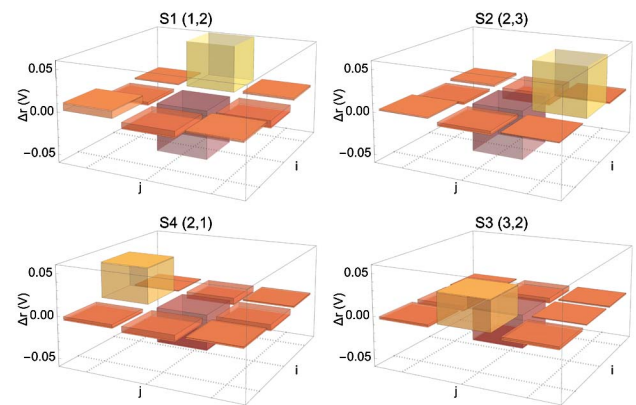 S1 (1,2)
0.05
0.00
−0.05
Δr (V)
j
i
S2 (2,3)
0.05
0.00
−0.05
Δr (V)
j
i
S4 (2,1)
0.05
0.00
−0.05
Δr (V)
j
i
S3 (3,2)
0.05
0.00
−0.05
Δr (V)
j
i